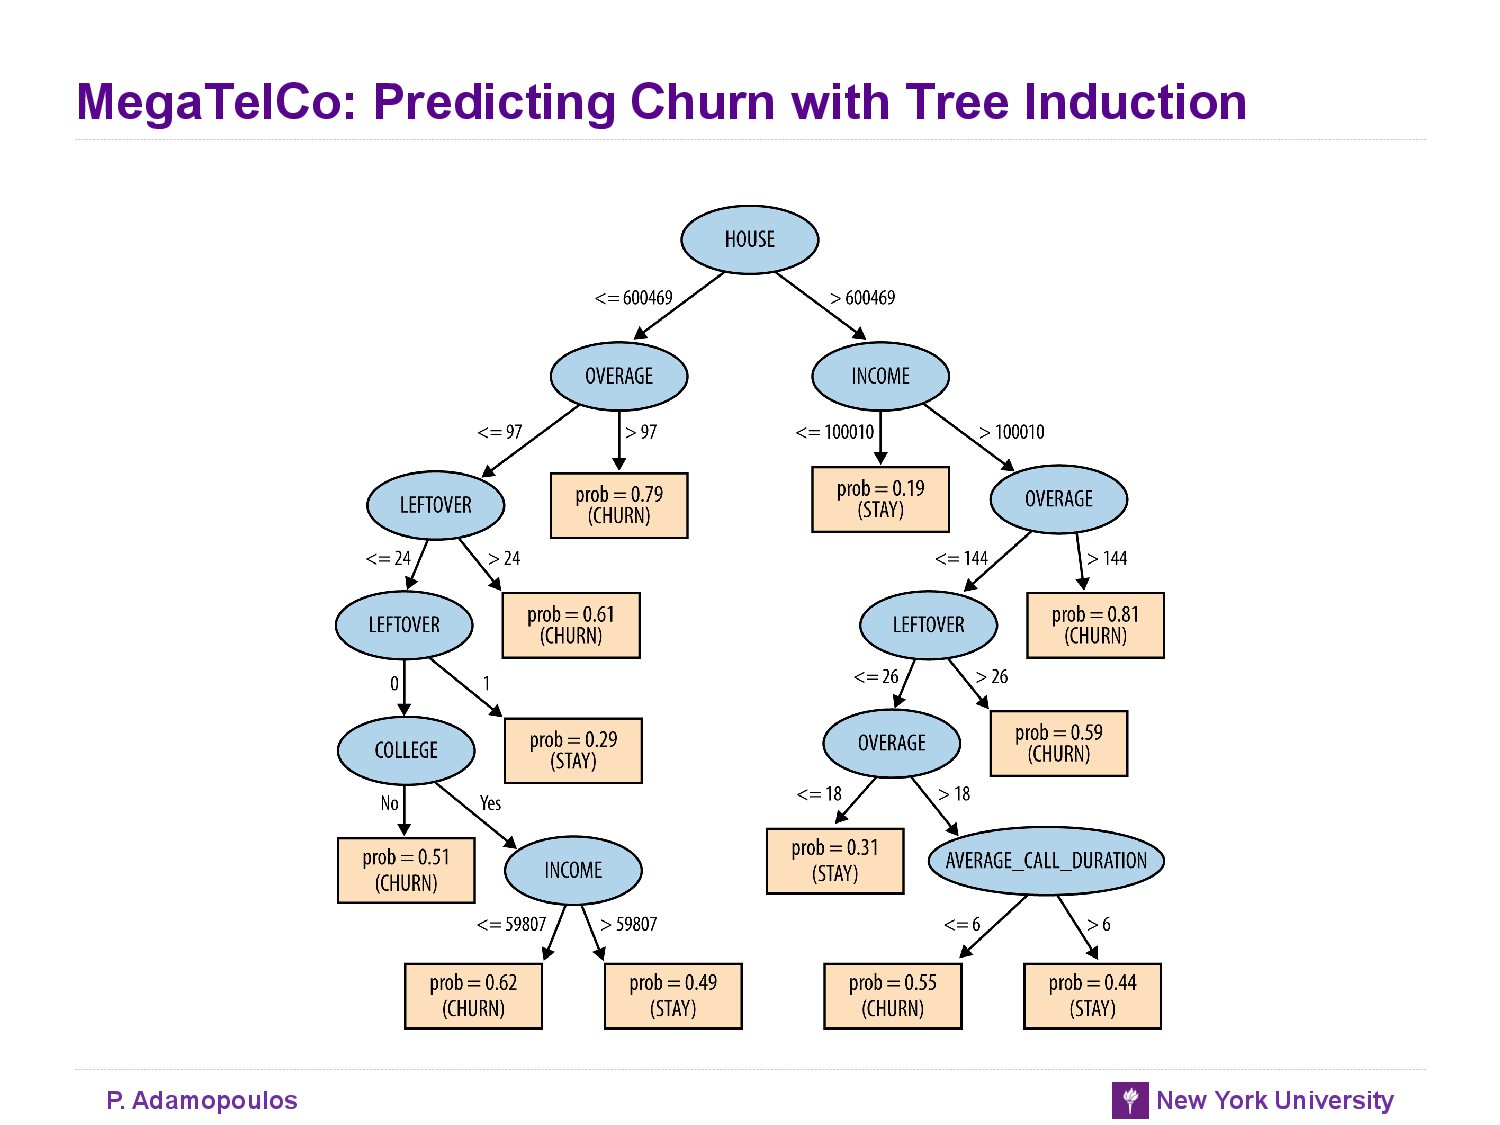 MegaTelCo: Predicting Churn with Tree Induction
HOUSE
<= 600469
> 600469
OVERAGE
INCOME
<= 97
> 97
<= 100010
> 100010
LEFTOVER
prob = 0.79
(CHURN)
prob = 0.19
(STAY)
OVERAGE
<= 24
> 24
<= 144
> 144
LEFTOVER
prob = 0.61
(CHURN)
LEFTOVER
prob = 0.81
(CHURN)
0
1
<= 26
> 26
COLLEGE
prob = 0.29
(STAY)
OVERAGE
prob = 0.59
(CHURN)
No
Yes
<= 18
> 18
prob = 0.51
(CHURN)
INCOME
prob = 0.31
(STAY)
AVERAGE_CALL_DURATION
<= 59807
> 59807
<= 6
> 6
prob = 0.62
(CHURN)
prob = 0.49
(STAY)
prob = 0.55
(CHURN)
prob = 0.44
(STAY)
P. Adamopoulos
New York University